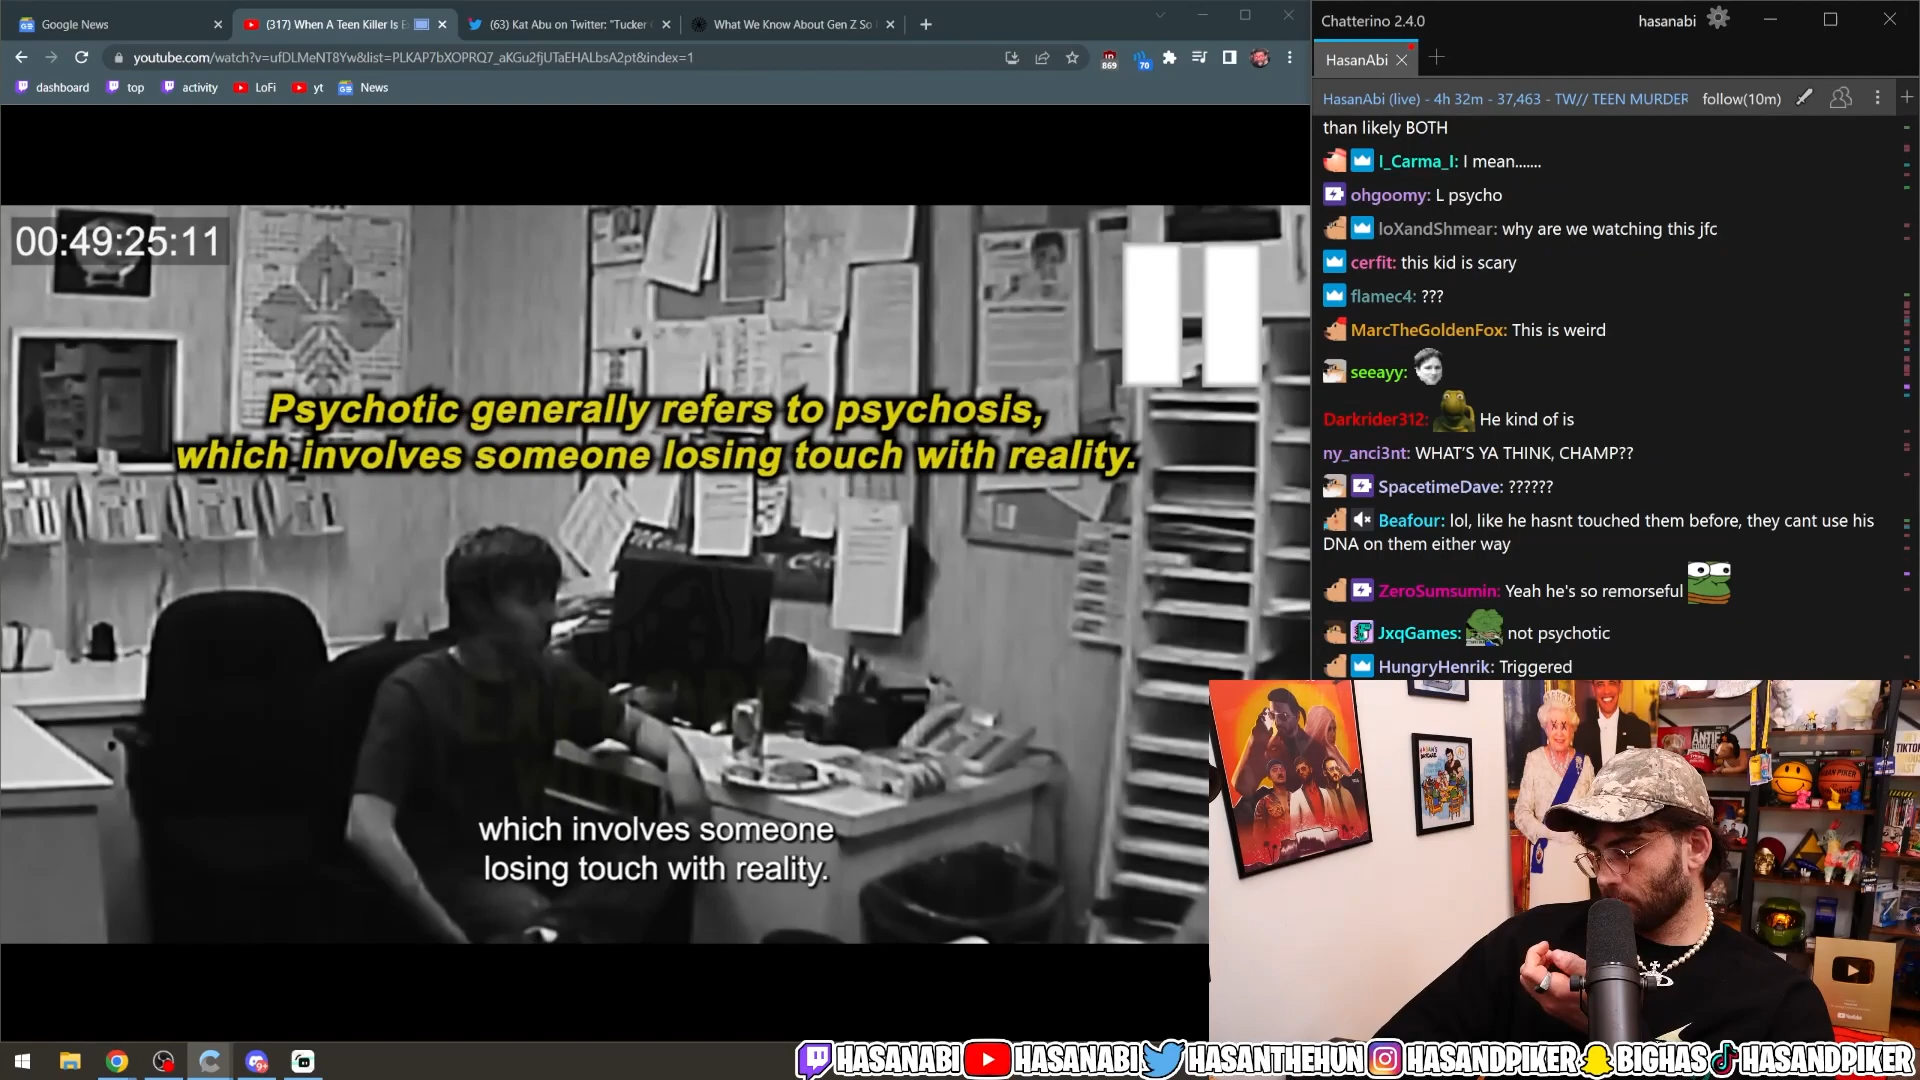 Google News
(317) When A Teen Killer Is E
(63) Kat Abu on Twitter: "Tucker C
What We Know About Gen Z So
youtube.com/watch?v=ufDLMeNT8Yw&list=PLKAP7bXOPRQ7_aKGu2fjUTaEHALbsA2pt&index=1
869
70
dashboard
top
activity
LoFi
yt
News
00:49:25:11
Psychotic generally refers to psychosis,
which involves someone losing touch with reality.
which involves someone
losing touch with reality.
Chatterino 2.4.0
hasanabi
HasanAbi
HasanAbi (live) - 4h 32m - 37,463 - TW// TEEN MURDER
follow(10m)
than likely BOTH
I_Carma_I: I mean.......
ohgoomy: L psycho
loXandShmear: why are we watching this jfc
cerfit: this kid is scary
flamec4: ???
MarcTheGoldenFox: This is weird
seeayy:
Darkrider312: He kind of is
ny_anci3nt: WHAT'S YA THINK, CHAMP??
SpacetimeDave: ??????
Beafour: lol, like he hasnt touched them before, they cant use his
DNA on them either way
ZeroSumsumin: Yeah he's so remorseful
JxqGames: not psychotic
HungryHenrik: Triggered
HASANABI HASANABI HASANTHEHUN HASANDPIKER BIGHAS HASANDPIKER